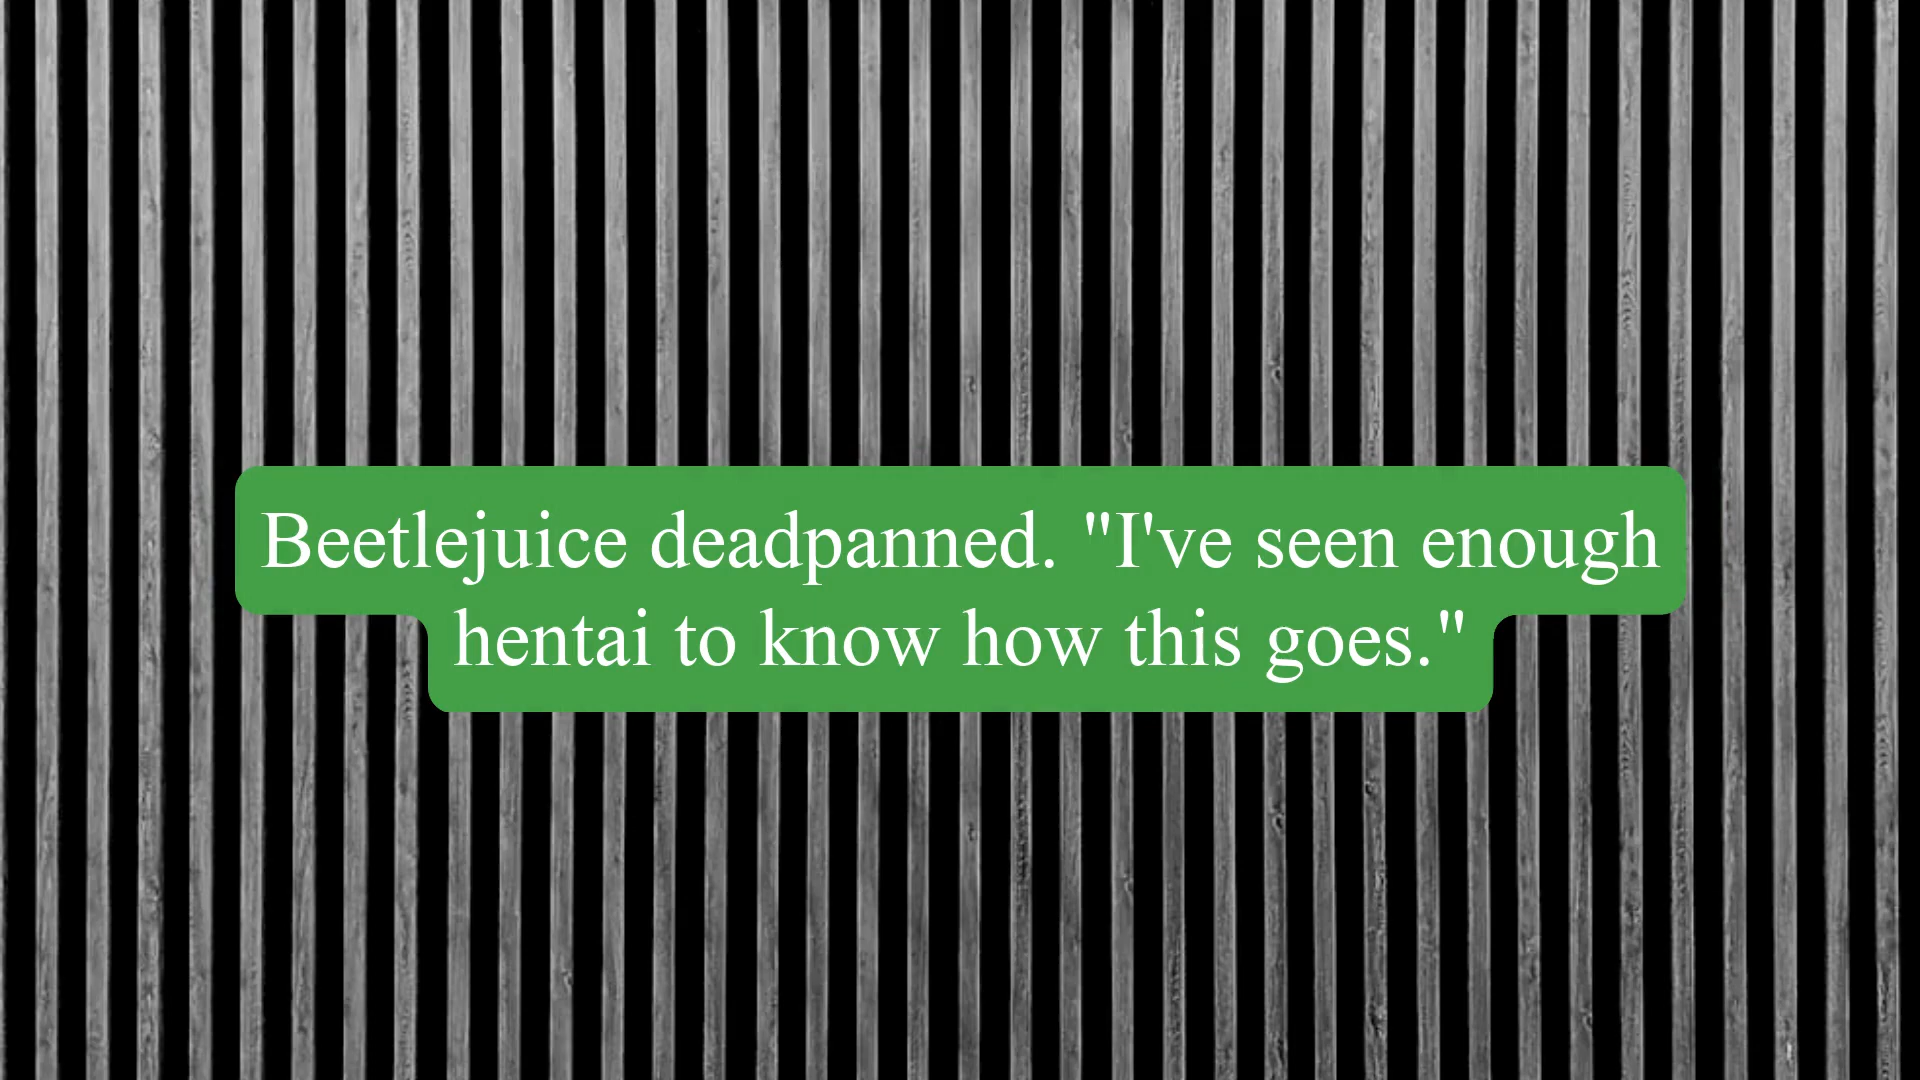 Beetlejuice deadpanned. "I've seen enough
hentai to know how this goes."